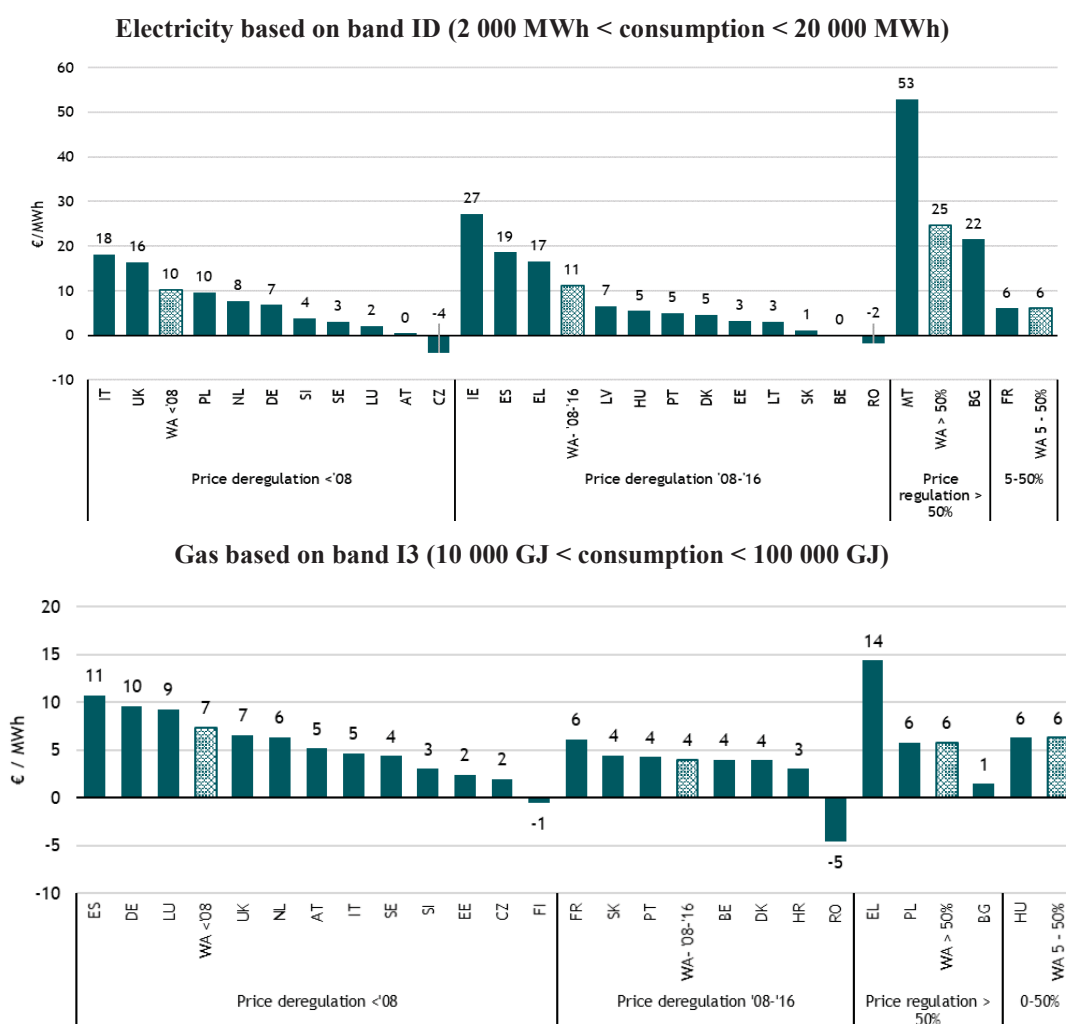 Electricity based on band ID (2 000 MWh < consumption < 20 000 MWh)
60
50
40
30
20
10
0
-10
€/MWh
18
16
10
10
8
7
4
3
2
0
-4
27
19
17
11
7
5
5
5
3
3
1
0
-2
53
25
22
6
6
IT
UK
WA <'08
PL
NL
DE
SI
SE
LU
AT
CZ
IE
ES
EL
WA- '08-'16
LV
HU
PT
DK
EE
LT
SK
BE
RO
MT
WA > 50%
BG
FR
WA 5 - 50%
Price deregulation <'08
Price deregulation '08-'16
Price
regulation >
50%
5-50%
Gas based on band I3 (10 000 GJ < consumption < 100 000 GJ)
20
15
10
5
0
-5
-10
€ / MWh
11
10
9
7
7
6
5
5
4
3
2
2
-1
6
4
4
4
4
4
3
-5
14
6
6
1
6
6
ES
DE
LU
WA <'08
UK
NL
AT
IT
SE
SI
EE
CZ
FI
FR
SK
PT
WA- '08-'16
BE
DK
HR
RO
EL
PL
WA > 50%
BG
HU
WA 5 - 50%
Price deregulation <'08
Price deregulation '08-'16
Price regulation >
50%
0-50%